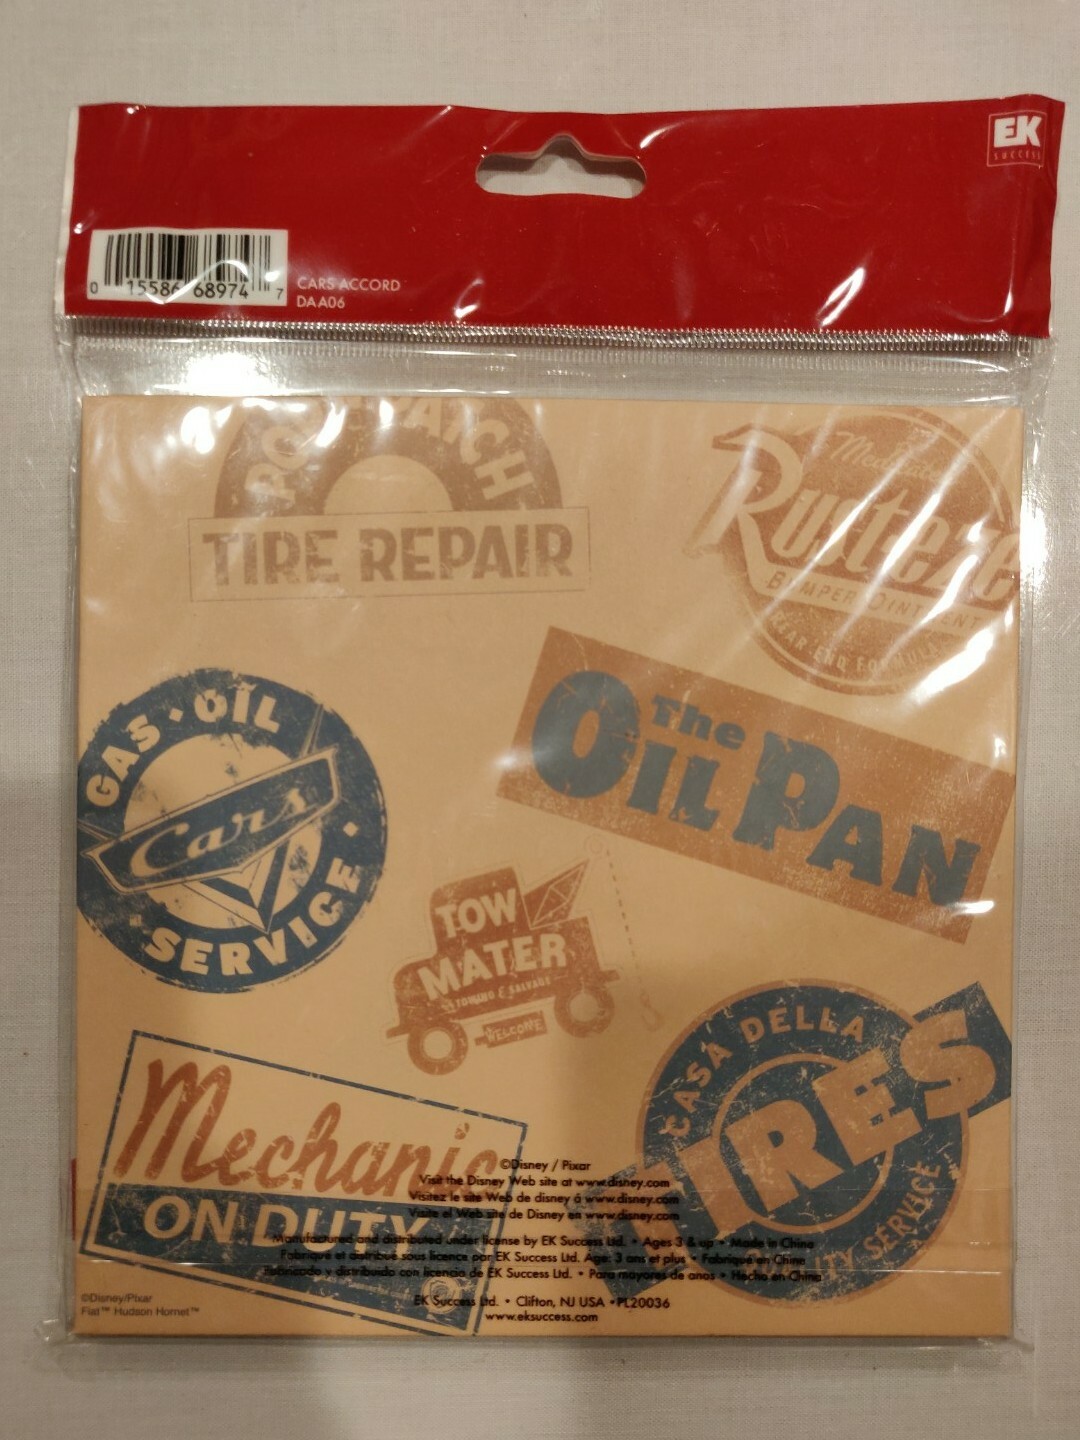 EK
SUCCESS
0 15586 68974 7
CARS ACCORD
DAA06
TIRE REPAIR
Medicated
Rust-eze
BUMPER OINTMENT
REAR END FORMULA
GAS · OIL
Cars
SERVICE
The
OIL PAN
TOW
MATER
TOWING & SALVAGE
WELCOME
CASA DELLA
TIRES
SERVICE
Mechanic
ON DUTY
©Disney / Pixar
Visit the Disney Web site at www.disney.com
Visitez le site Web de disney á www.disney.com
Visite el Web site de Disney en www.disney.com
Manufactured and distributed under license by EK Success Ltd. • Ages 3 & up • Made in China
Fabriqué et distribué sous licence par EK Success Ltd. Age: 3 ans et plus • Fabriqué en Chine
Fabricado y distribuido con licencia de EK Success Ltd. • Para mayores de anos • Hecho en China
EK Success Ltd. • Clifton, NJ USA •PL20036
www.eksuccess.com
©Disney/Pixar
Fiat™ Hudson Hornet™